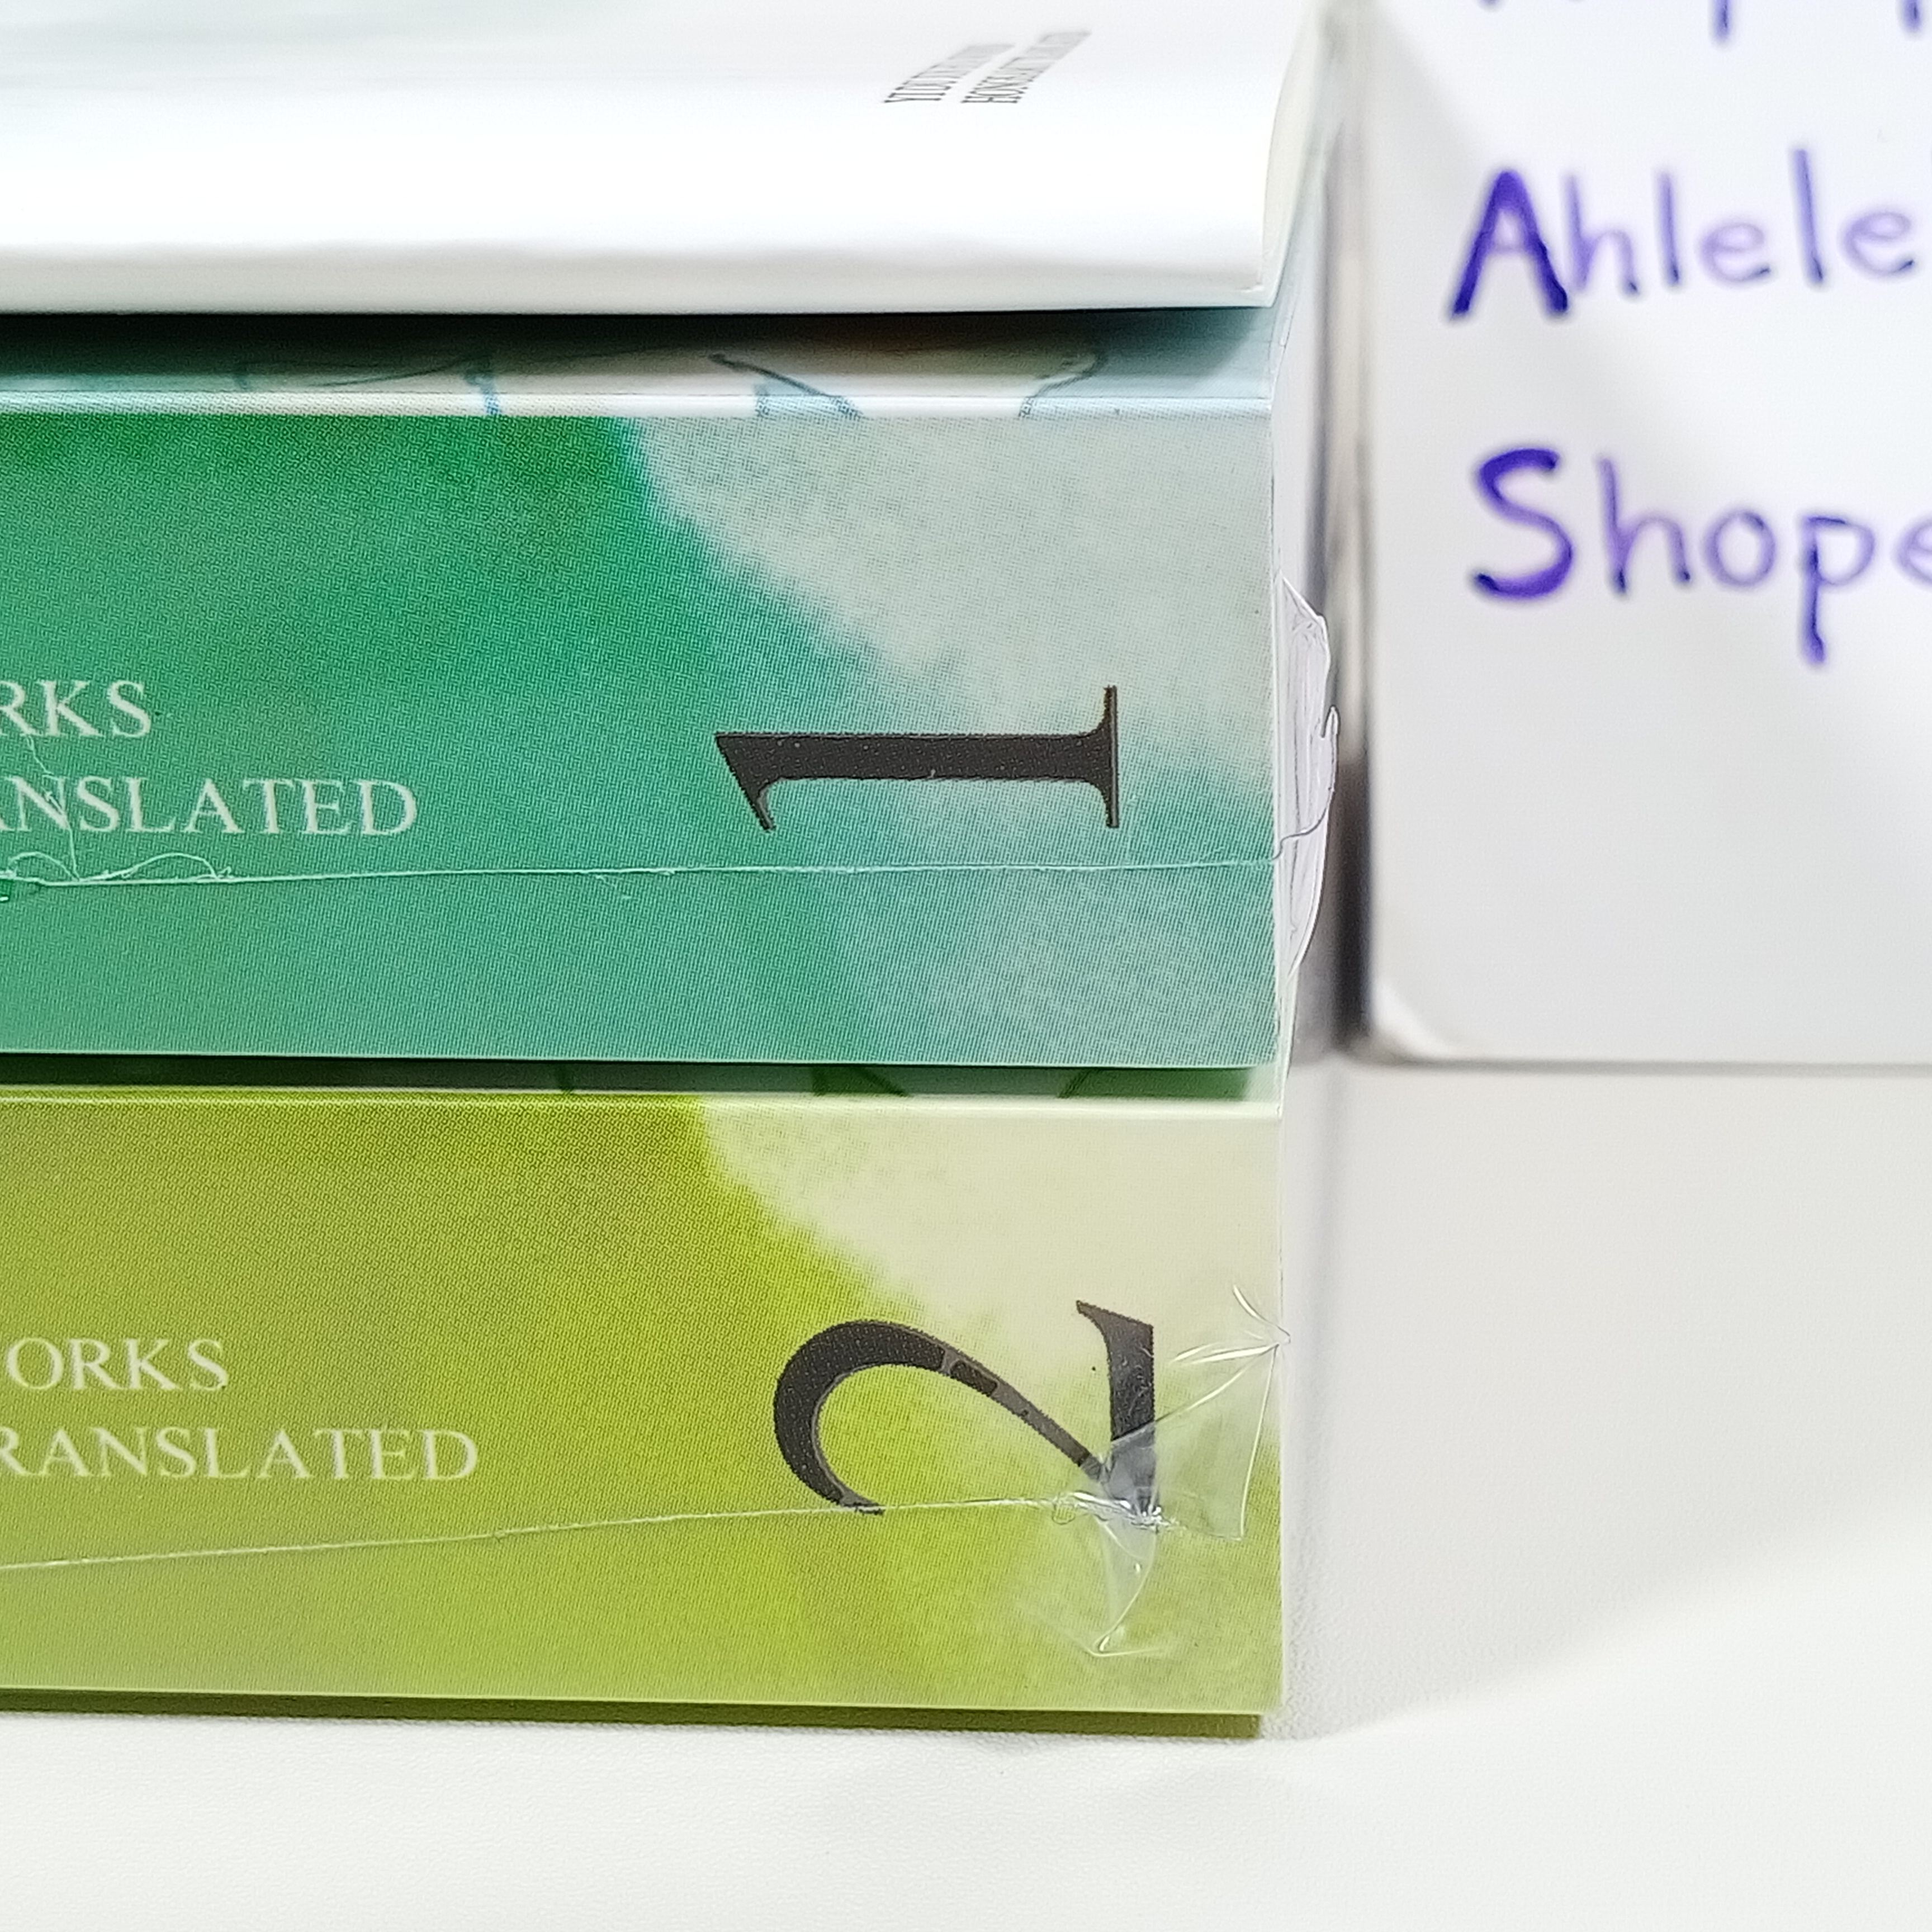 Ahlele
Shope
RKS
ANSLATED
1
ORKS
RANSLATED
2